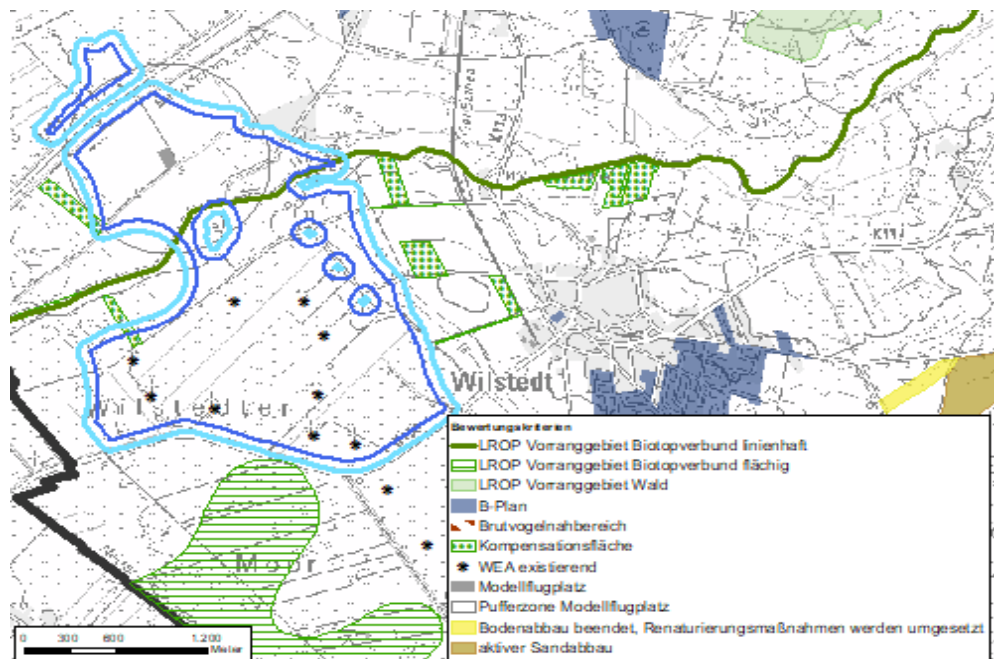 K113
K114
Wilstedt
Wilstedter
Moor
Bewertungskriterien
LROP Vorranggebiet Biotopverbund linienhaft
LROP Vorranggebiet Biotopverbund flächig
LROP Vorranggebiet Wald
B-Plan
Brutvogelnahbereich
Kompensationsfläche
WEA existierend
Modellflugplatz
Pufferzone Modellflugplatz
Bodenabbau beendet, Renaturierungsmaßnahmen werden umgesetzt
aktiver Sandabbau
0 300 600 1.200
Meter